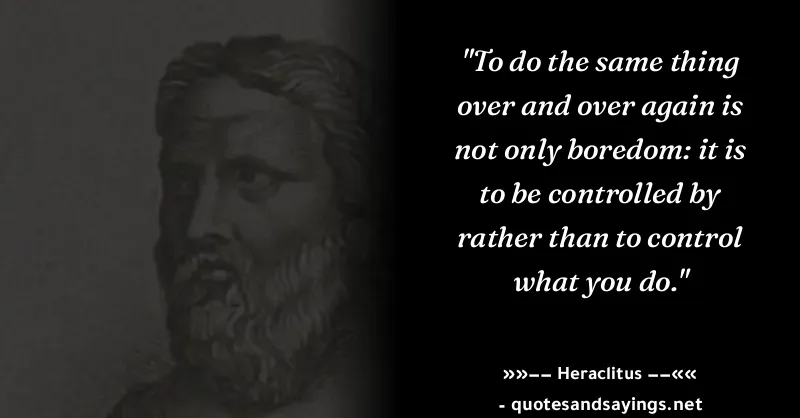 "To do the same thing
over and over again is
not only boredom: it is
to be controlled by
rather than to control
what you do."
»»−− Heraclitus −−««
- quotesandsayings.net